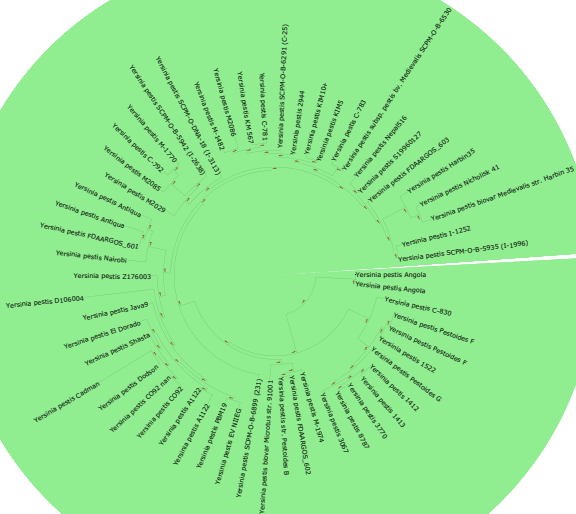 Yersinia pestis subsp. pestis bv. Medievalis SCPM-O-B-6530
Yersinia pestis Nepal516
Yersinia pestis S19960127
Yersinia pestis FDAARGOS_603
Yersinia pestis Harbin35
Yersinia pestis Nicholisk 41
Yersinia pestis biovar Medievalis str. Harbin 35
Yersinia pestis I-1252
Yersinia pestis SCPM-O-B-5935 (I-1996)
Yersinia pestis Angola
Yersinia pestis Angola
Yersinia pestis C-830
Yersinia pestis Pestoides F
Yersinia pestis Pestoides F
Yersinia pestis 1522
Yersinia pestis Pestoides G
Yersinia pestis 1412
Yersinia pestis 1413
Yersinia pestis 3770
Yersinia pestis 8787
Yersinia pestis 3067
Yersinia pestis M-1974
Yersinia pestis FDAARGOS_602
Yersinia pestis str. Pestoides B
Yersinia pestis biovar Microtus str. 91001
Yersinia pestis SCPM-O-B-6899 (231)
Yersinia pestis EV NIIEG
Yersinia pestis PBM19
Yersinia pestis A1122
Yersinia pestis A1122
Yersinia pestis CO92
Yersinia pestis CO92 nan
Yersinia pestis Dodson
Yersinia pestis Cadman
Yersinia pestis Shasta
Yersinia pestis El Dorado
Yersinia pestis Java9
Yersinia pestis D106004
Yersinia pestis Z176003
Yersinia pestis Nairobi
Yersinia pestis FDAARGOS_601
Yersinia pestis Antiqua
Yersinia pestis Antiqua
Yersinia pestis M2029
Yersinia pestis M2085
Yersinia pestis C-792
Yersinia pestis M-1770
Yersinia pestis SCPM-O-B-5942 (I-2638)
Yersinia pestis SCPM-O-DNA-18 (I-3113)
Yersinia pestis M-1482
Yersinia pestis M2086
Yersinia pestis KM 567
Yersinia pestis C-781
Yersinia pestis SCPM-O-B-6291 (C-25)
Yersinia pestis 2944
Yersinia pestis KIM10+
Yersinia pestis KIM5
Yersinia pestis C-783